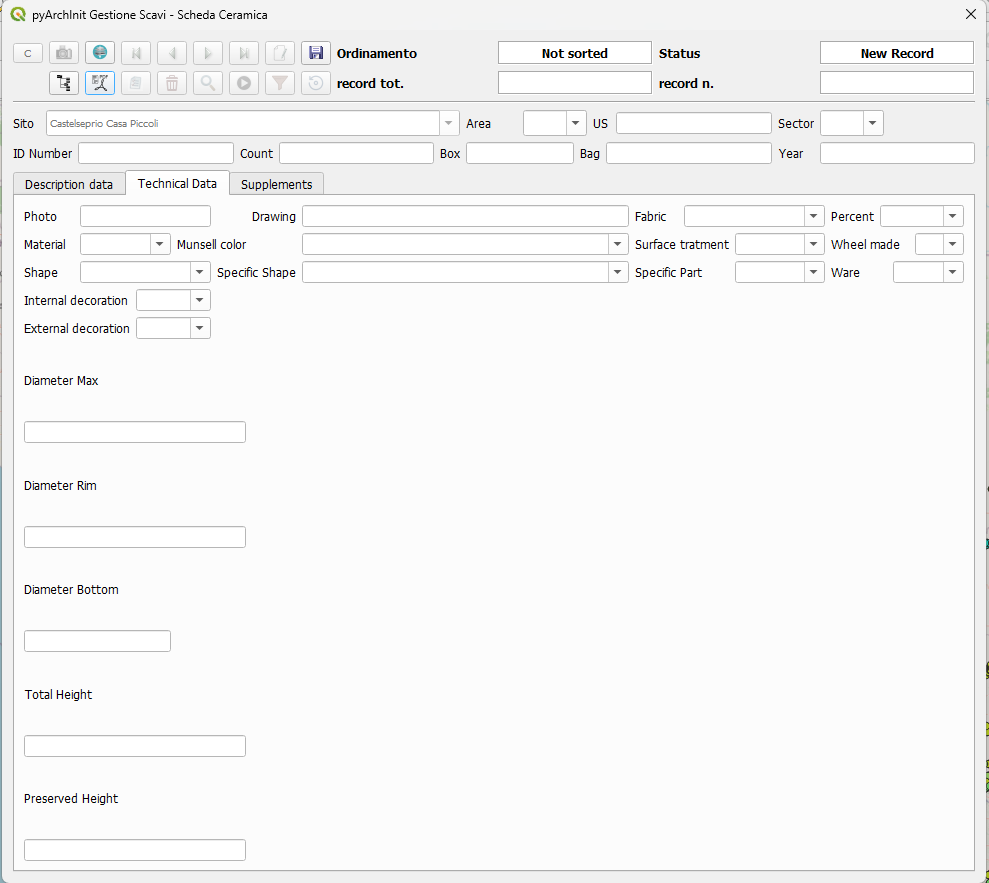 pyArchInit Gestione Scavi - Scheda Ceramica
C Ordinamento Not sorted Status New Record
record tot. record n.
Sito Castelseprio Casa Piccoli Area US Sector
ID Number Count Box Bag Year
Description data Technical Data Supplements
Photo Drawing Fabric Percent
Material Munsell color Surface tratment Wheel made
Shape Specific Shape Specific Part Ware
Internal decoration
External decoration
Diameter Max
Diameter Rim
Diameter Bottom
Total Height
Preserved Height